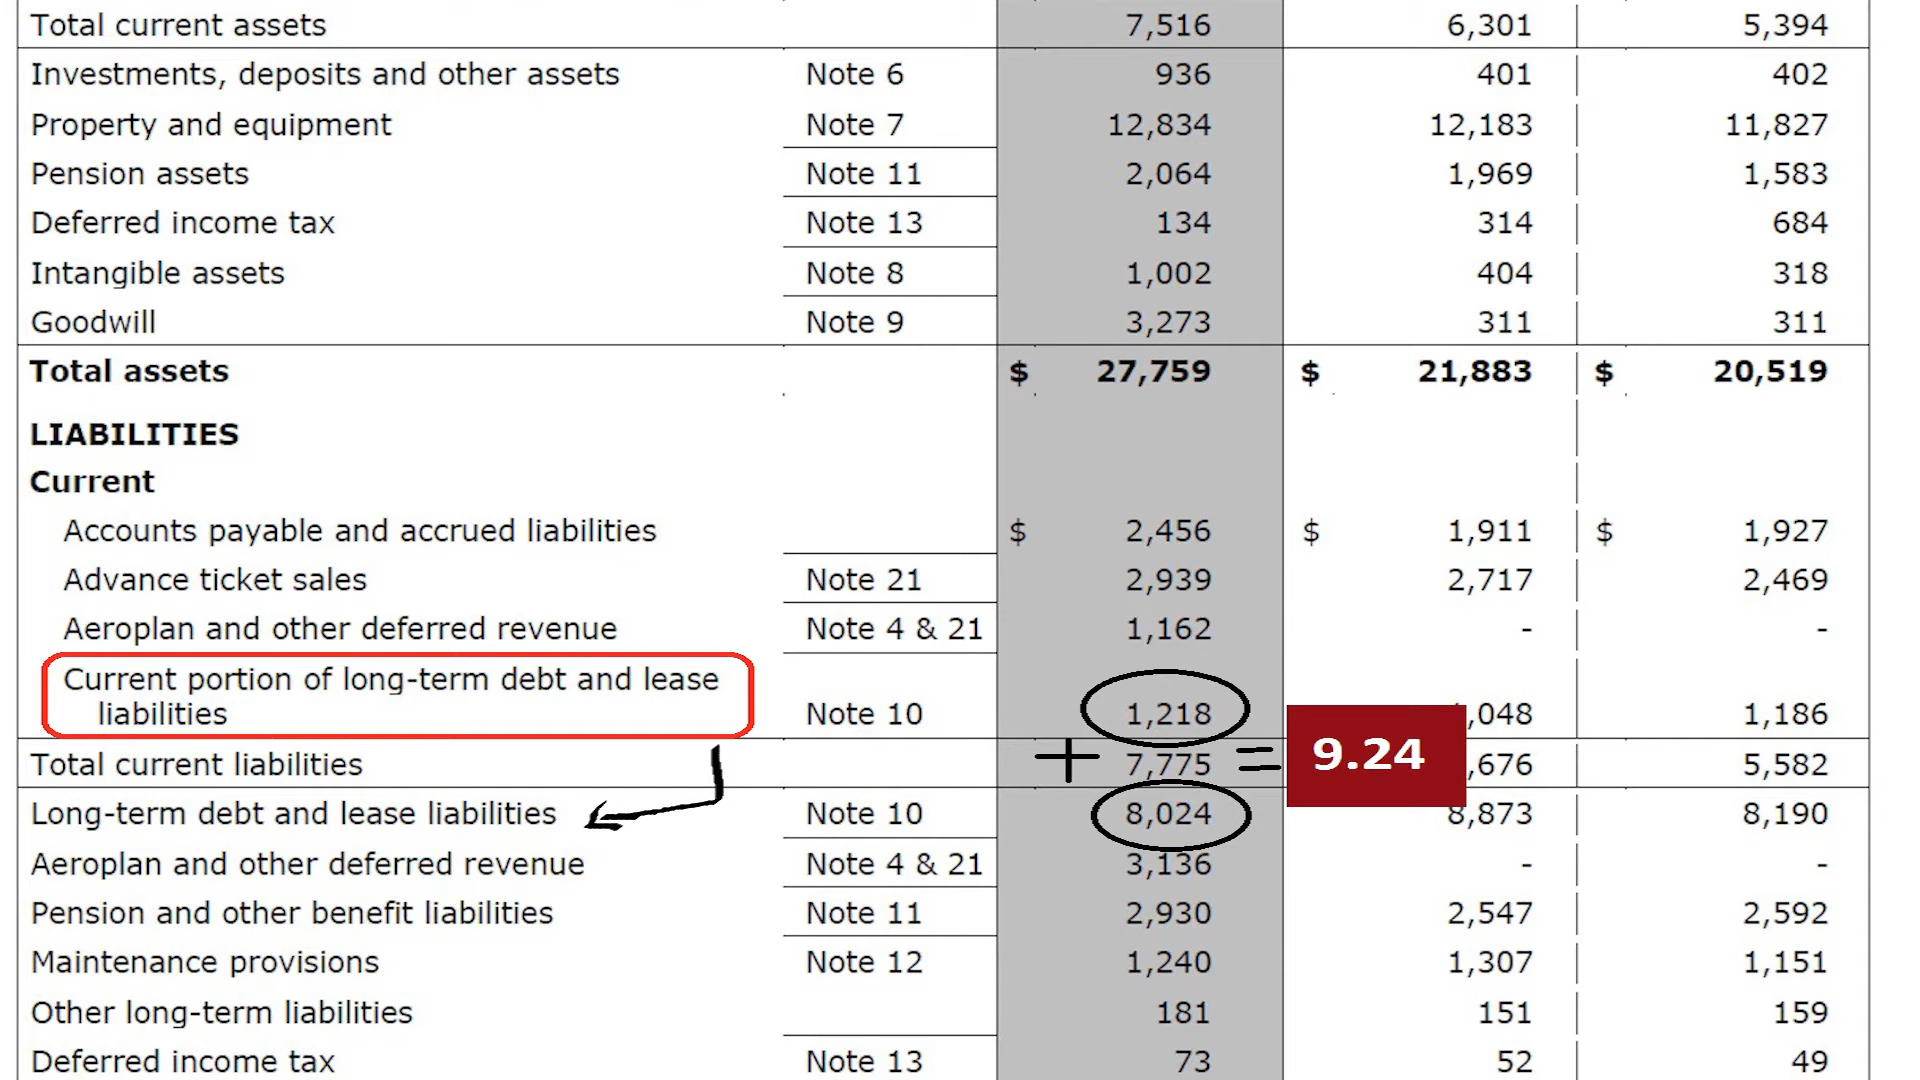 Total current assets 7,516 6,301 5,394
Investments, deposits and other assets Note 6 936 401 402
Property and equipment Note 7 12,834 12,183 11,827
Pension assets Note 11 2,064 1,969 1,583
Deferred income tax Note 13 134 314 684
Intangible assets Note 8 1,002 404 318
Goodwill Note 9 3,273 311 311
Total assets $ 27,759 $ 21,883 $ 20,519
LIABILITIES
Current
Accounts payable and accrued liabilities $ 2,456 $ 1,911 $ 1,927
Advance ticket sales Note 21 2,939 2,717 2,469
Aeroplan and other deferred revenue Note 4 & 21 1,162 - -
Current portion of long-term debt and lease
liabilities Note 10 1,218 ,048 1,186
+ = 9.24
Total current liabilities 7,775 ,676 5,582
Long-term debt and lease liabilities Note 10 8,024 8,873 8,190
Aeroplan and other deferred revenue Note 4 & 21 3,136 - -
Pension and other benefit liabilities Note 11 2,930 2,547 2,592
Maintenance provisions Note 12 1,240 1,307 1,151
Other long-term liabilities 181 151 159
Deferred income tax Note 13 73 52 49